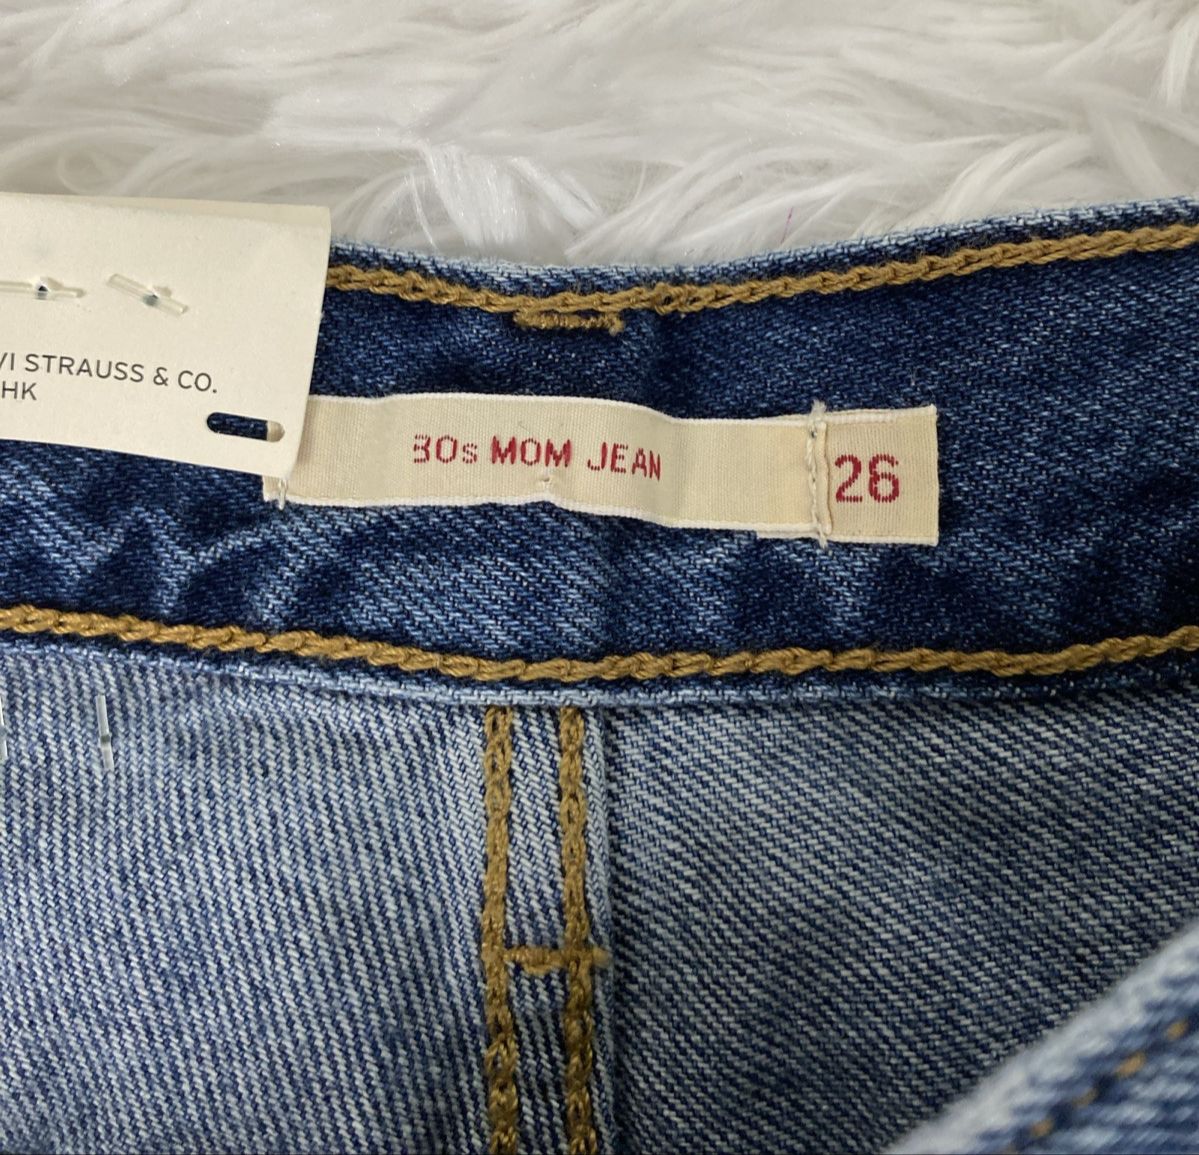 VI STRAUSS & CO.
HK
80s MOM JEAN
26